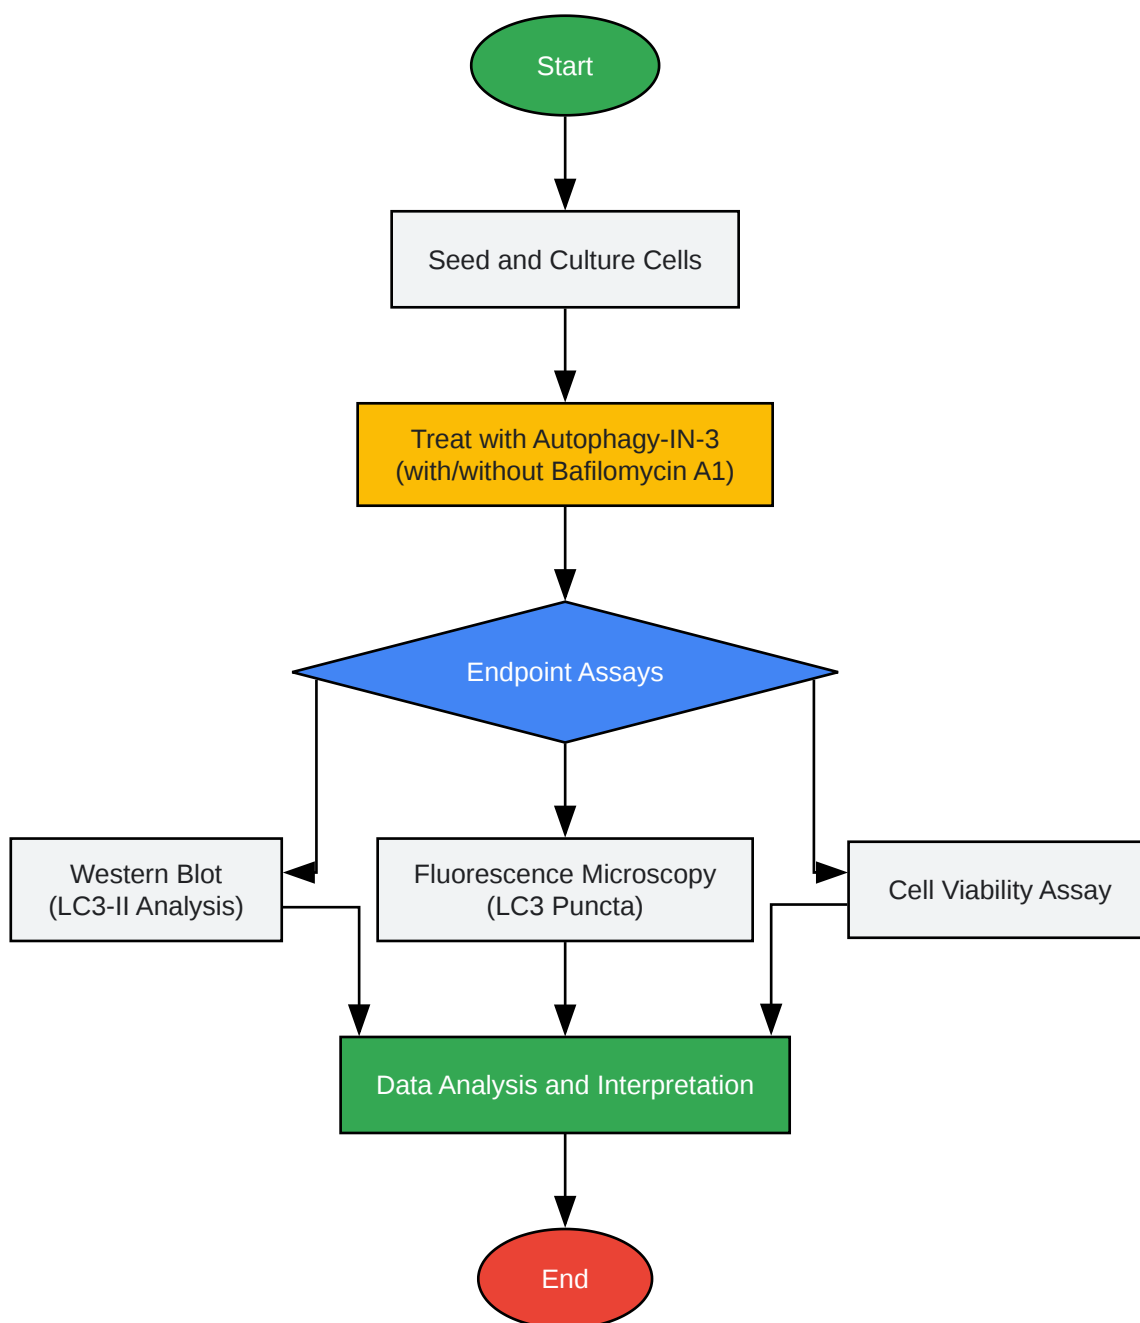 Start
Seed and Culture Cells
Treat with Autophagy-IN-3
(with/without Bafilomycin A1)
Endpoint Assays
Western Blot
(LC3-II Analysis)
Fluorescence Microscopy
(LC3 Puncta)
Cell Viability Assay
Data Analysis and Interpretation
End